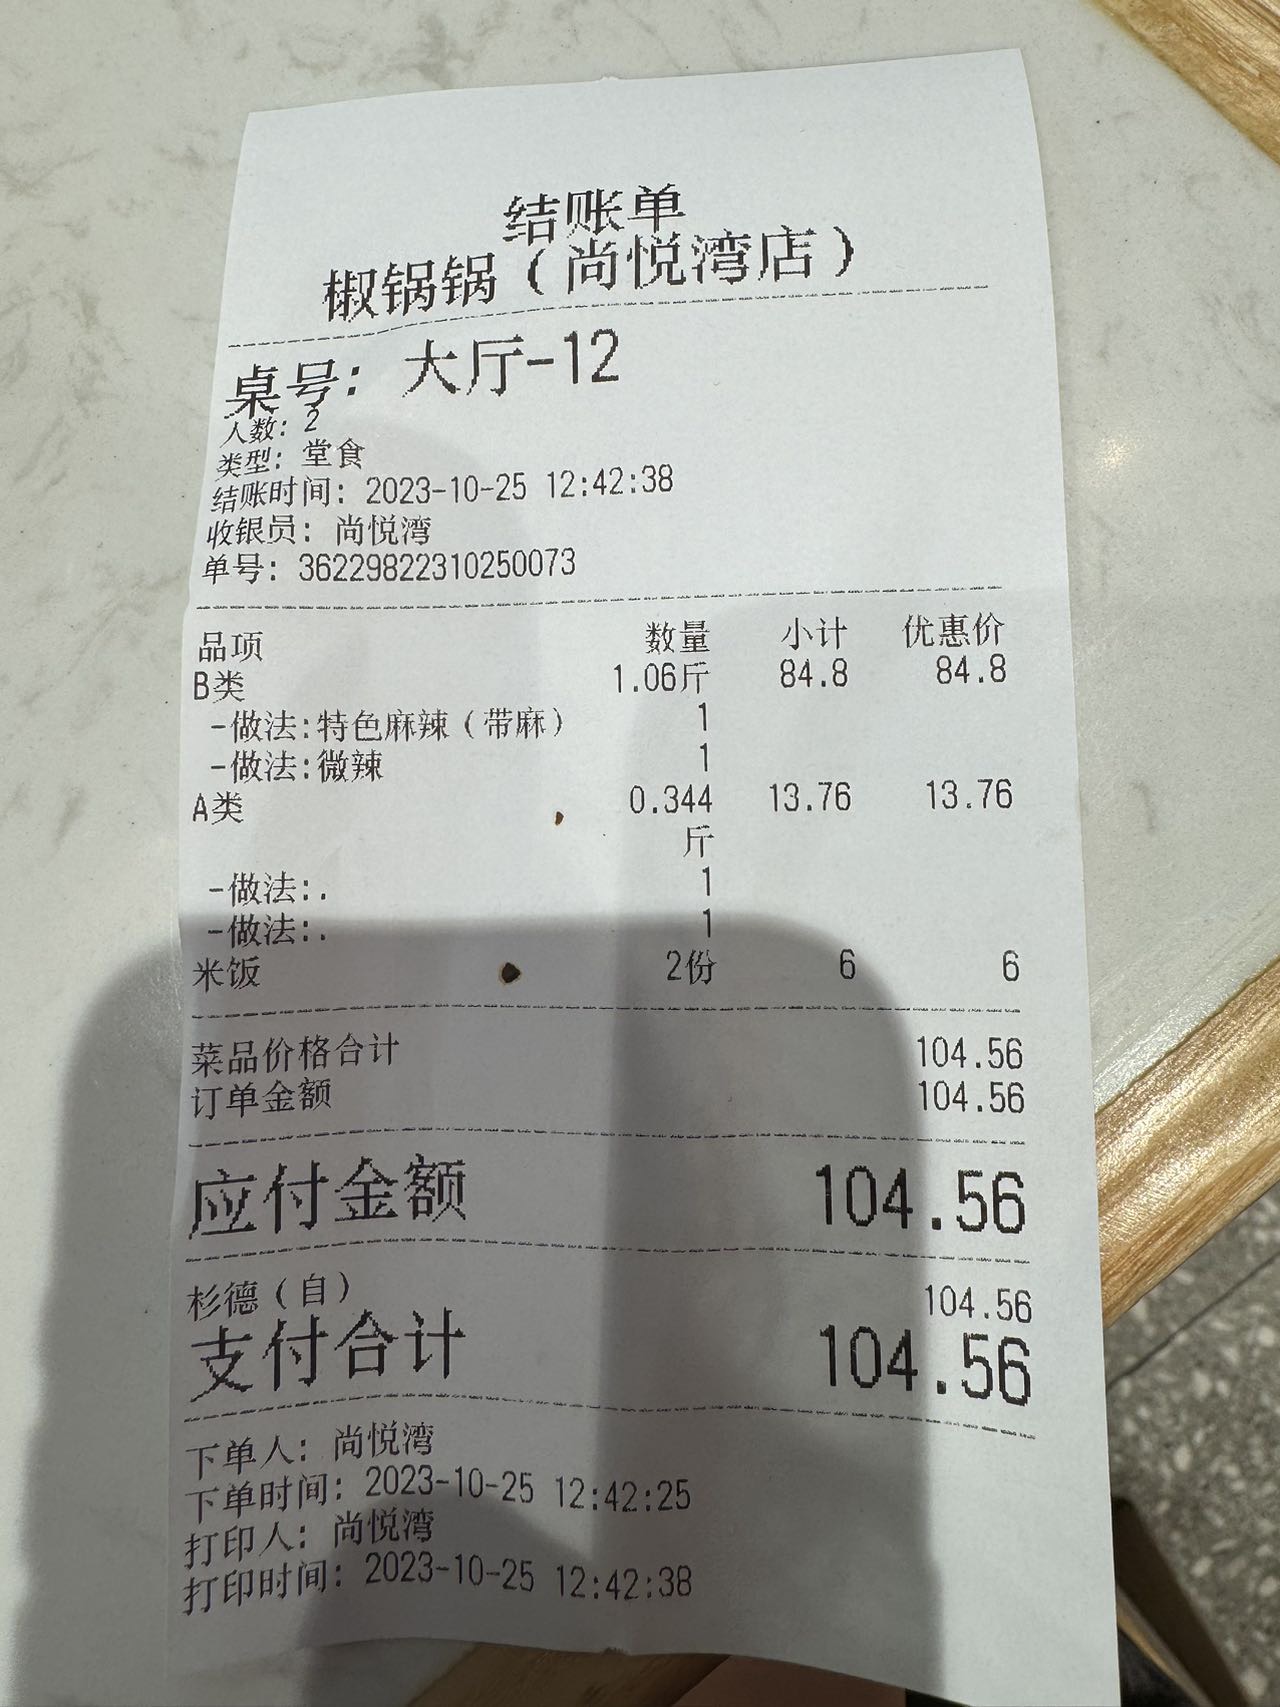 结账单
椒锅锅（尚悦湾店）
桌号：大厅-12
人数：2
类型：堂食
结账时间：2023-10-25 12:42:38
收银员：尚悦湾
单号：36229822310250073
品项 数量 小计 优惠价
B类 1.06斤 84.8 84.8
-做法:特色麻辣（带麻） 1
-做法:微辣 1
A类 0.344 13.76 13.76
斤
-做法:. 1
-做法:. 1
米饭 2份 6 6
菜品价格合计 104.56
订单金额 104.56
应付金额 104.56
杉德（自） 104.56
支付合计 104.56
下单人：尚悦湾
下单时间：2023-10-25 12:42:25
打印人：尚悦湾
打印时间：2023-10-25 12:42:38